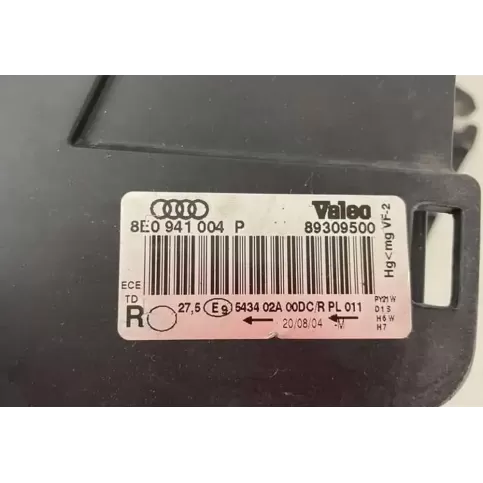 Valeo
8E0 941 004 P
89309500
Hg<mg VF-2
ECE
TD
R
27,5 E9 5434 02A 00DC/R PL 011
20/08/04 -M
PY21W
D1S
H6W
H7